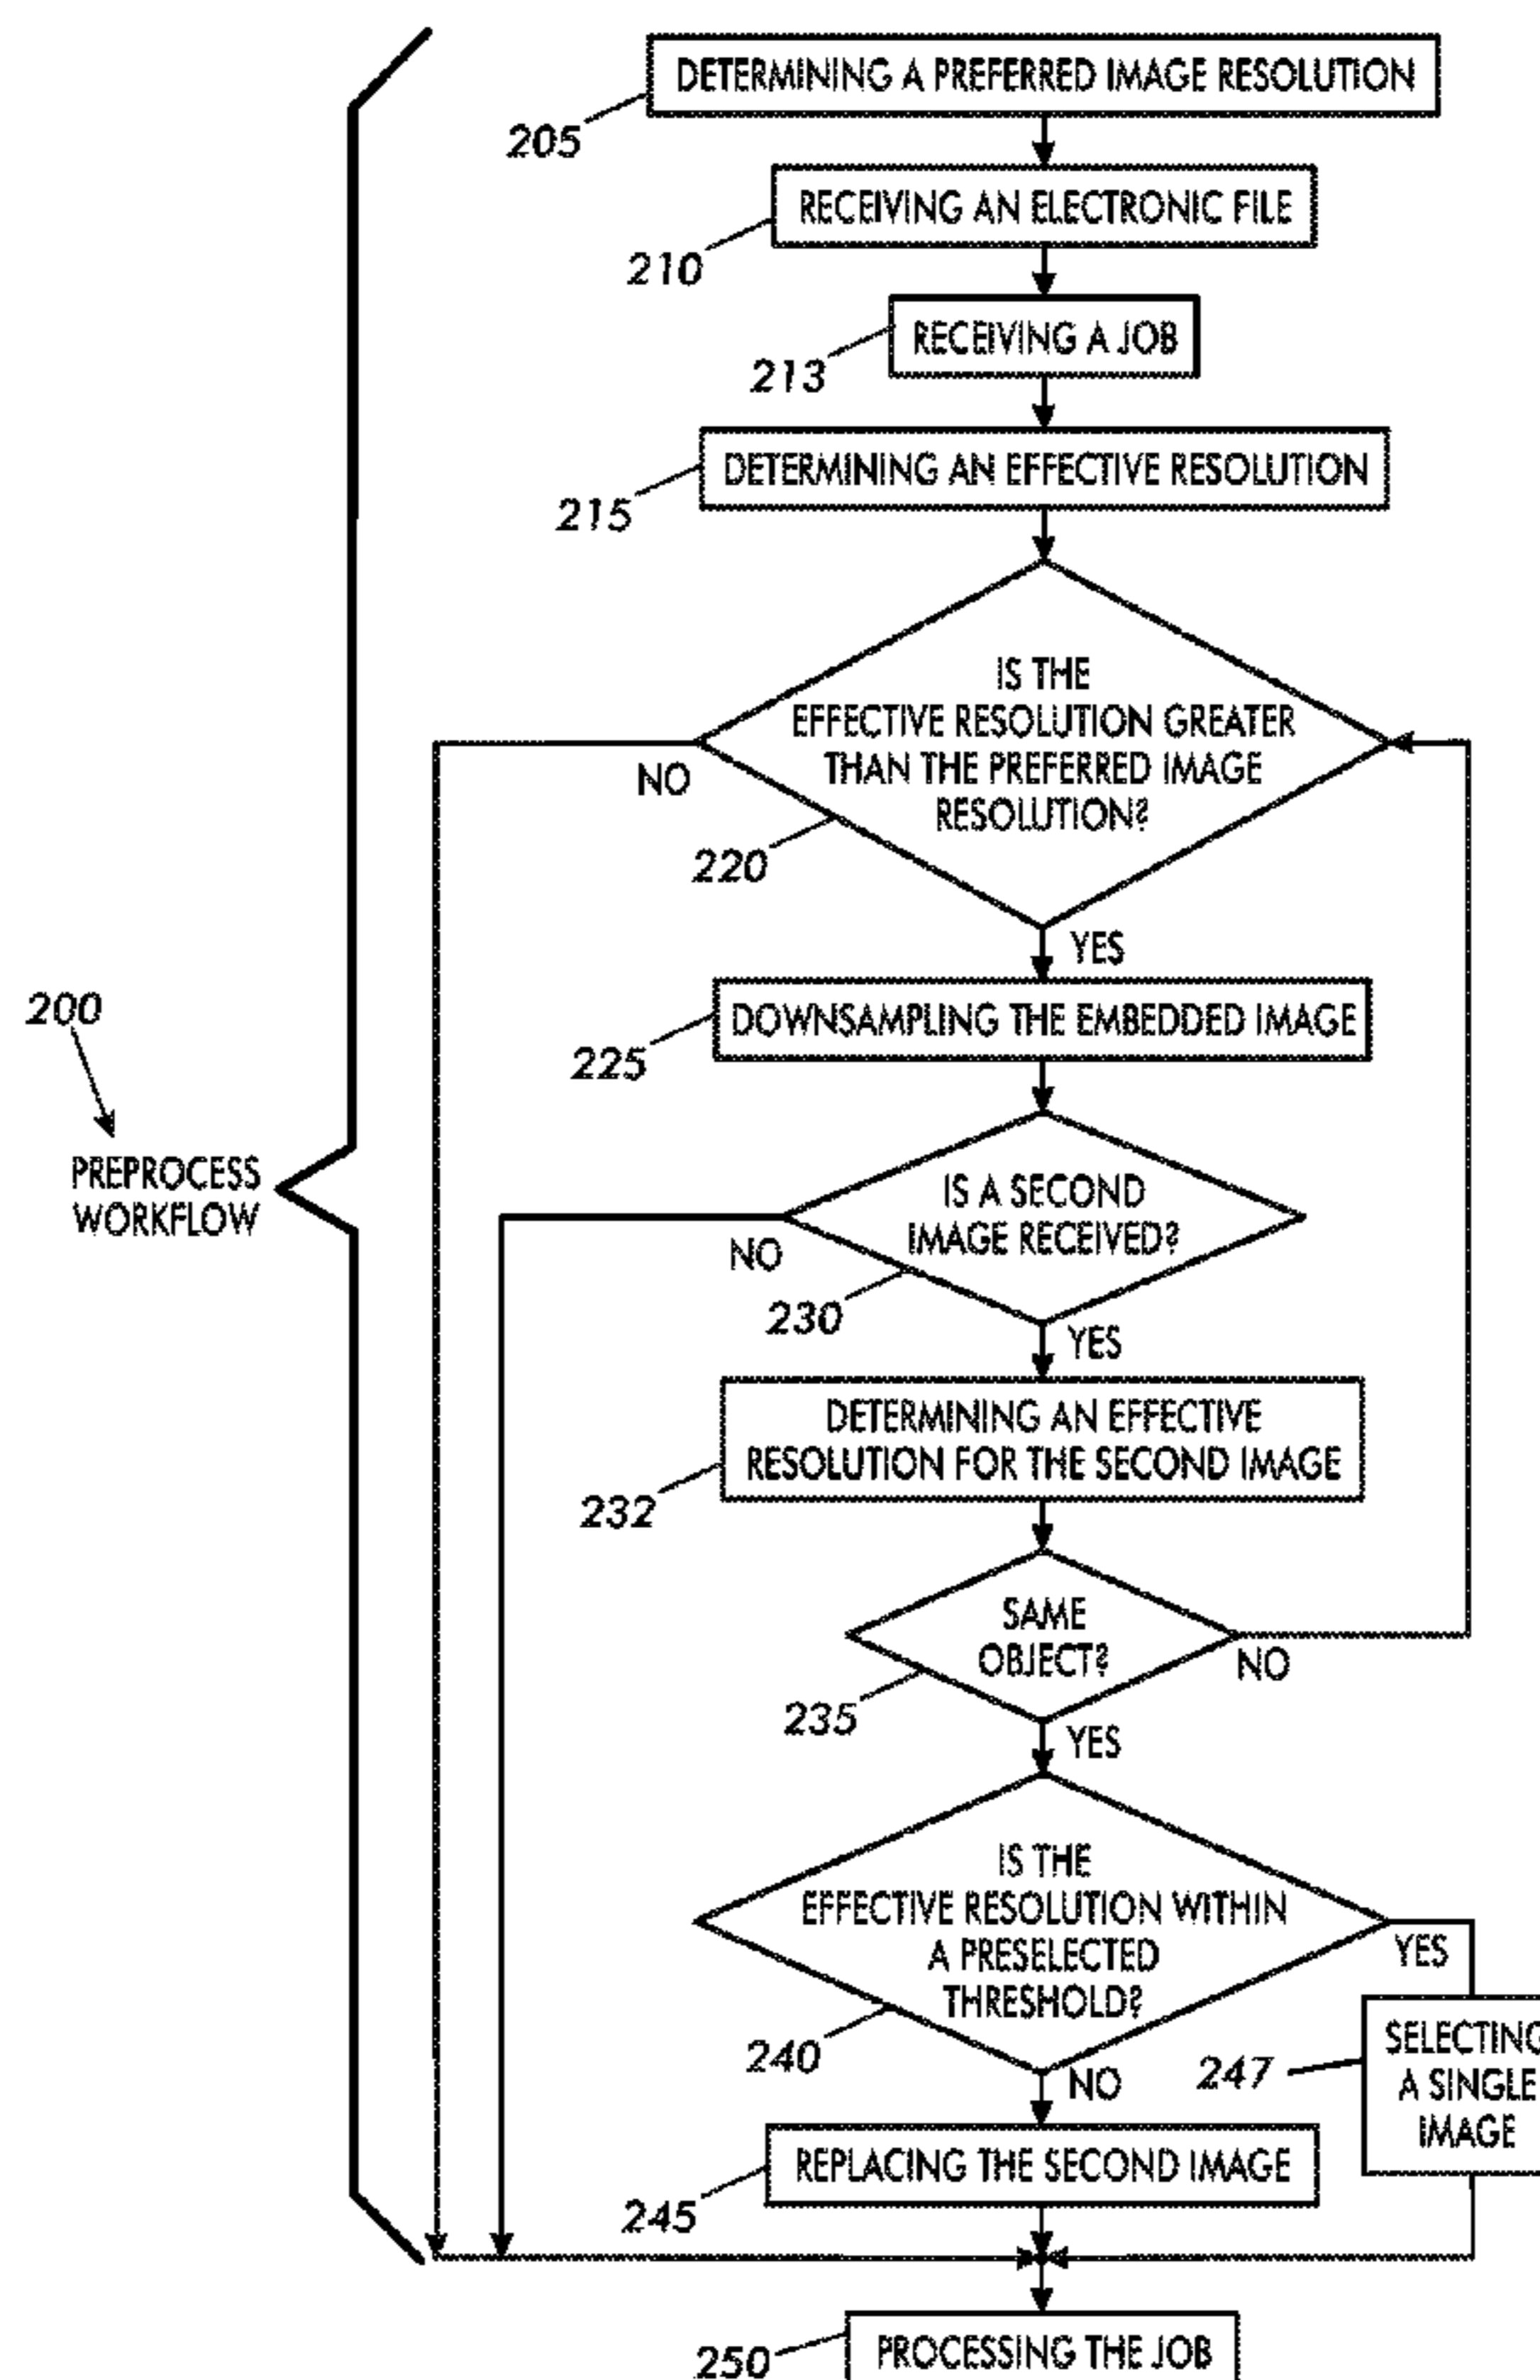 DETERMINING A PREFERRED IMAGE RESOLUTION
205
RECEIVING AN ELECTRONIC FILE
210
RECEIVING A JOB
213
DETERMINING AN EFFECTIVE RESOLUTION
215
IS THE
EFFECTIVE RESOLUTION GREATER
THAN THE PREFERRED IMAGE
RESOLUTION?
NO
220
YES
200
PREPROCESS
WORKFLOW
DOWNSAMPLING THE EMBEDDED IMAGE
225
IS A SECOND
IMAGE RECEIVED?
NO
230
YES
DETERMINING AN EFFECTIVE
RESOLUTION FOR THE SECOND IMAGE
232
SAME
OBJECT?
NO
235
YES
IS THE
EFFECTIVE RESOLUTION WITHIN
A PRESELECTED
THRESHOLD?
YES
240
NO
247
SELECTING
A SINGLE
IMAGE
REPLACING THE SECOND IMAGE
245
PROCESSING THE JOB
250